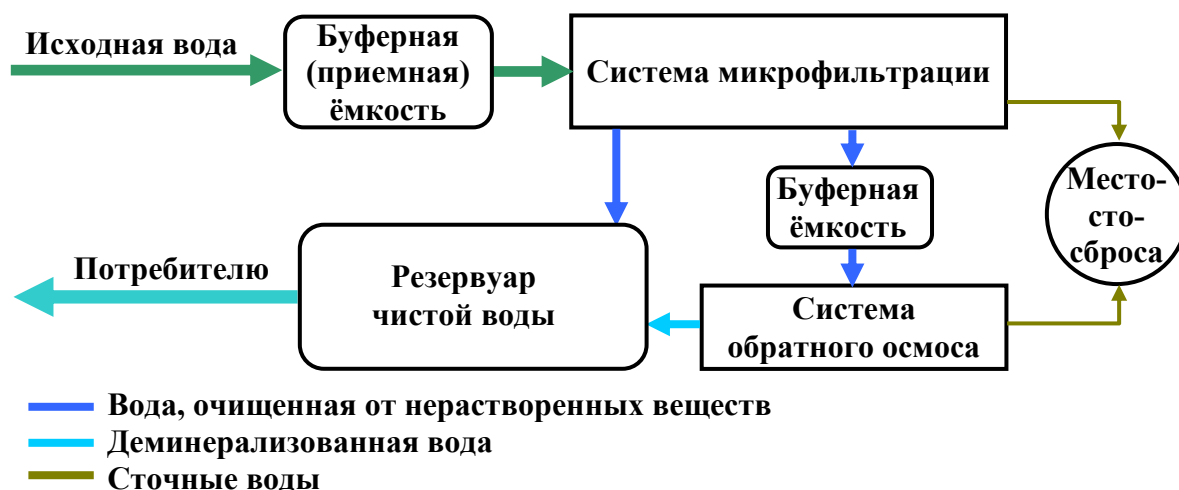 Исходная вода
Буферная
(приемная)
ёмкость
Система микрофильтрации
Буферная
ёмкость
Место-
сто-
сброса
Потребителю
Резервуар
чистой воды
Система
обратного осмоса
Вода, очищенная от нерастворенных веществ
Деминерализованная вода
Сточные воды